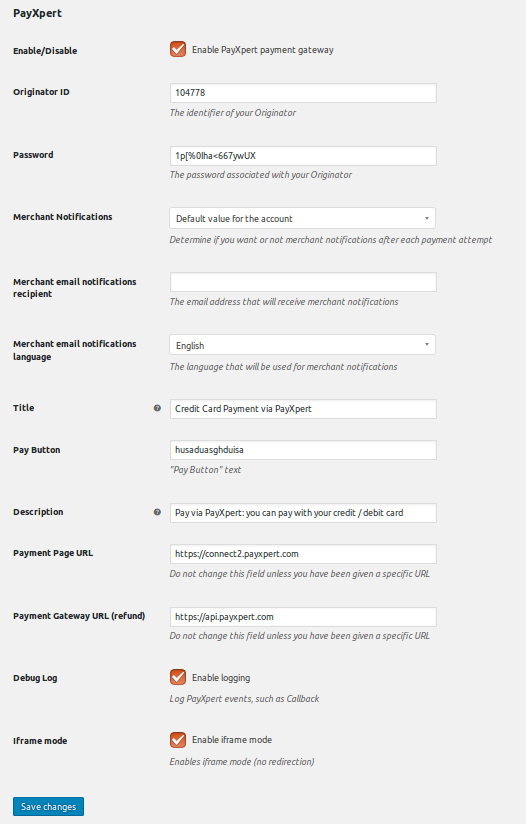 PayXpert
Enable/Disable
Enable PayXpert payment gateway
Originator ID
104778
The identifier of your Originator
Password
1p[%0lha<667ywUX
The password associated with your Originator
Merchant Notifications
Default value for the account
Determine if you want or not merchant notifications after each payment attempt
Merchant email notifications
recipient
The email address that will receive merchant notifications
Merchant email notifications
language
English
The language that will be used for merchant notifications
Title
Credit Card Payment via PayXpert
Pay Button
husaduasghduisa
"Pay Button" text
Description
Pay via PayXpert: you can pay with your credit / debit card
Payment Page URL
https://connect2.payxpert.com
Do not change this field unless you have been given a specific URL
Payment Gateway URL (refund)
https://api.payxpert.com
Do not change this field unless you have been given a specific URL
Debug Log
Enable logging
Log PayXpert events, such as Callback
Iframe mode
Enable iframe mode
Enables iframe mode (no redirection)
Save changes